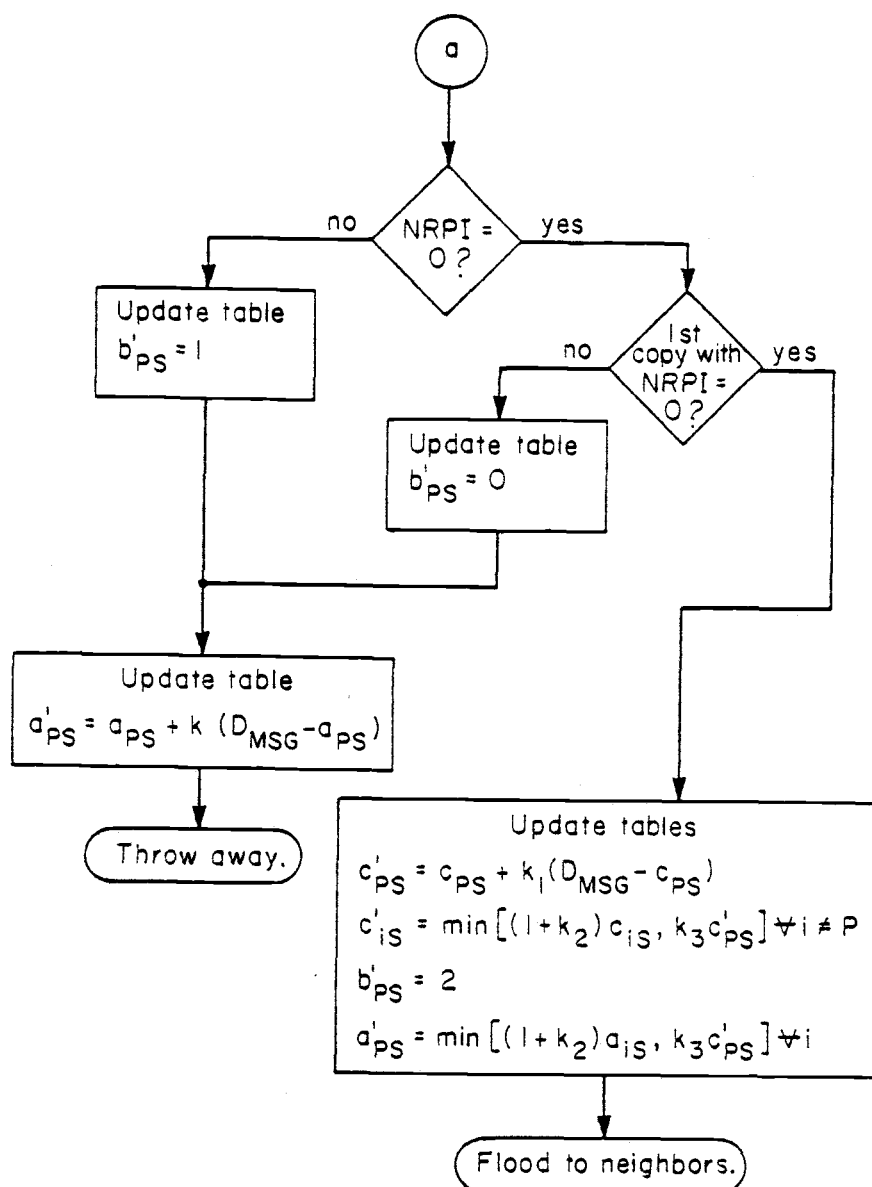 a
NRPI =
0?
no
yes
Update table
b'PS = 1
1st
copy with
NRPI =
0?
no
yes
Update table
b'PS = 0
Update table
a'PS = aPS + k (DMSG-aPS)
Throw away.
Update tables
c'PS = cPS + k1(DMSG- cPS)
c'iS = min[(1+k2) ciS, k3c'PS] ∀ i ≠ P
b'PS = 2
a'PS = min[(1+k2)aiS, k3c'PS] ∀ i
Flood to neighbors.